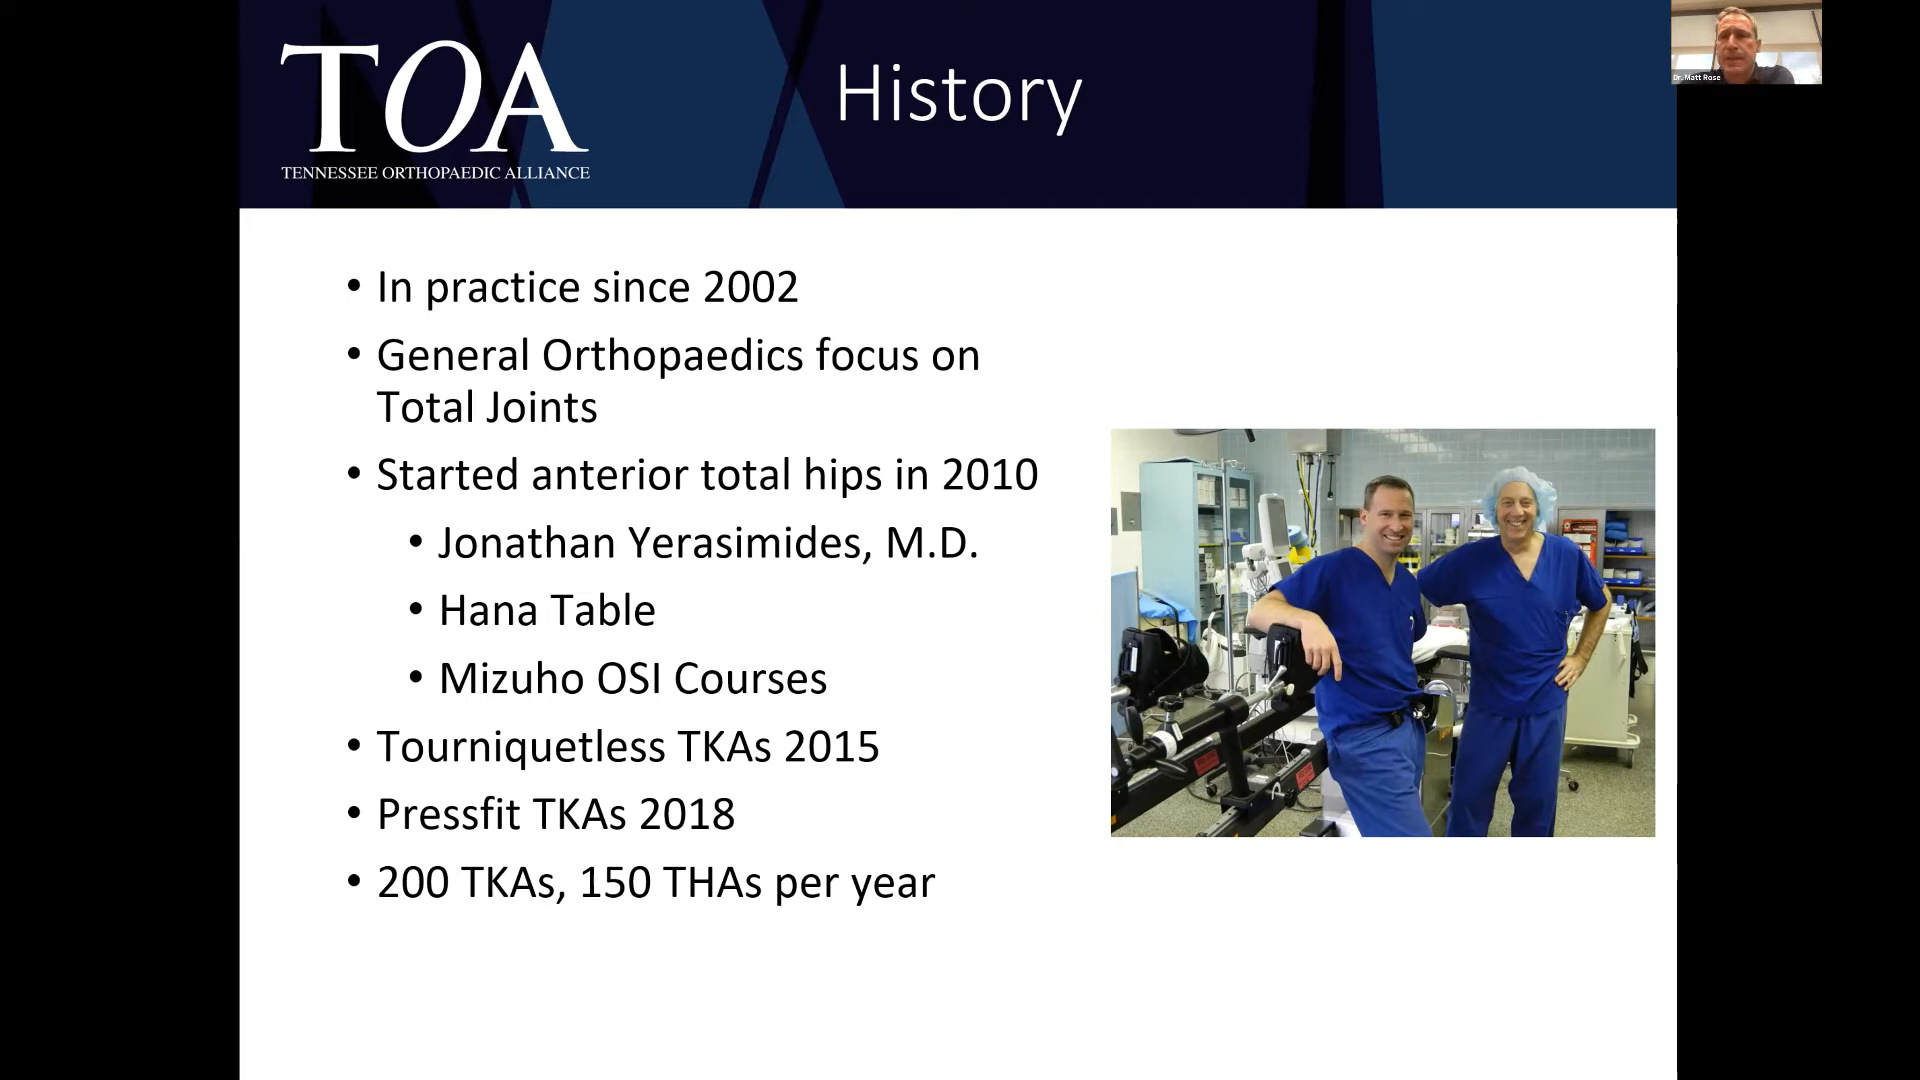 TOA
TENNESSEE ORTHOPAEDIC ALLIANCE
History
Dr. Matt Rose
• In practice since 2002
• General Orthopaedics focus on
Total Joints
• Started anterior total hips in 2010
• Jonathan Yerasimides, M.D.
• Hana Table
• Mizuho OSI Courses
• Tourniquetless TKAs 2015
• Pressfit TKAs 2018
• 200 TKAs, 150 THAs per year